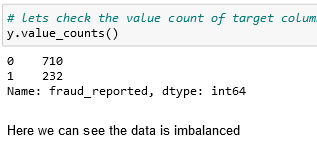 # lets check the value count of target colum
y.value_counts()
0    710
1    232
Name: fraud_reported, dtype: int64
Here we can see the data is imbalanced